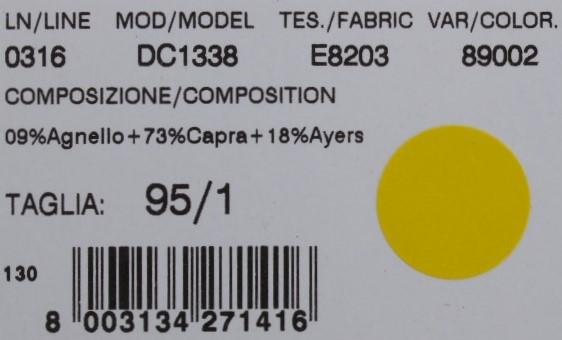 LN/LINE MOD/MODEL TES./FABRIC VAR/COLOR.
0316 DC1338 E8203 89002
COMPOSIZIONE/COMPOSITION
09%Agnello+73%Capra+18%Ayers
TAGLIA: 95/1
130
8 003134 271416